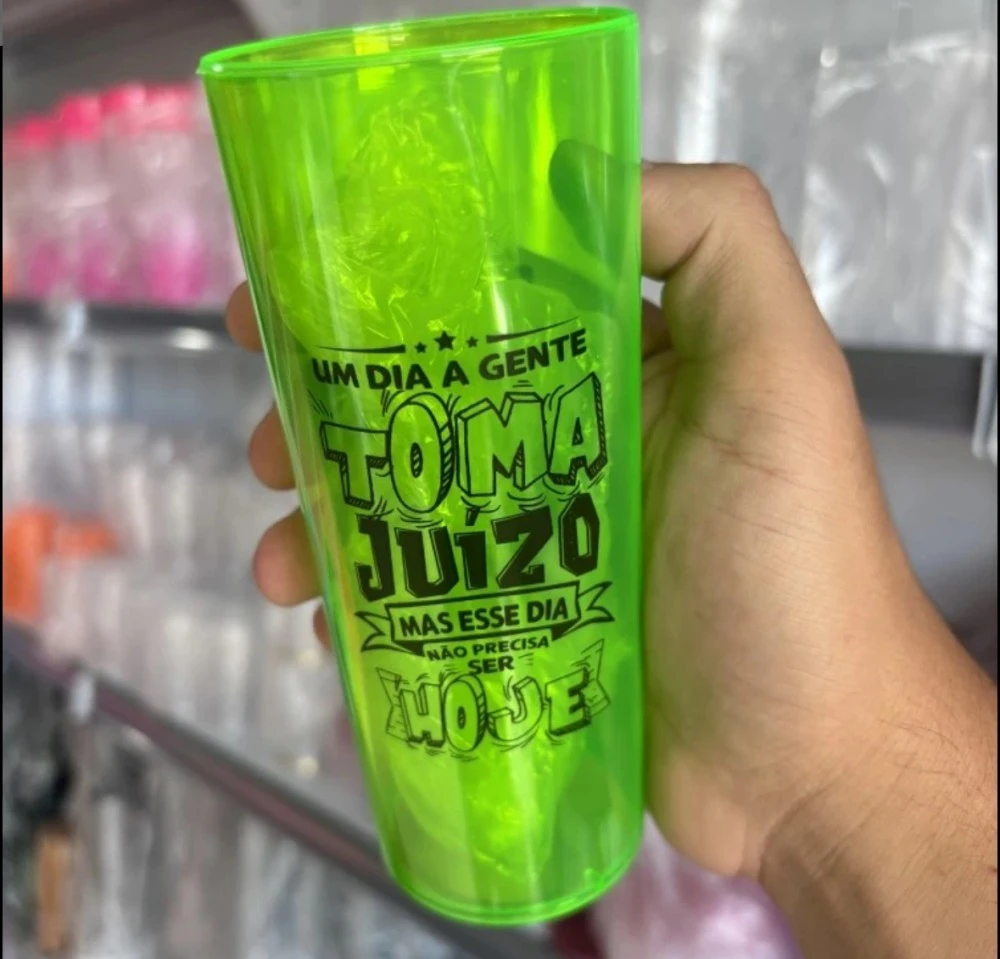 UM DIA A GENTE
TOMA
JUÍZO
MAS ESSE DIA
NÃO PRECISA
SER
HOJE